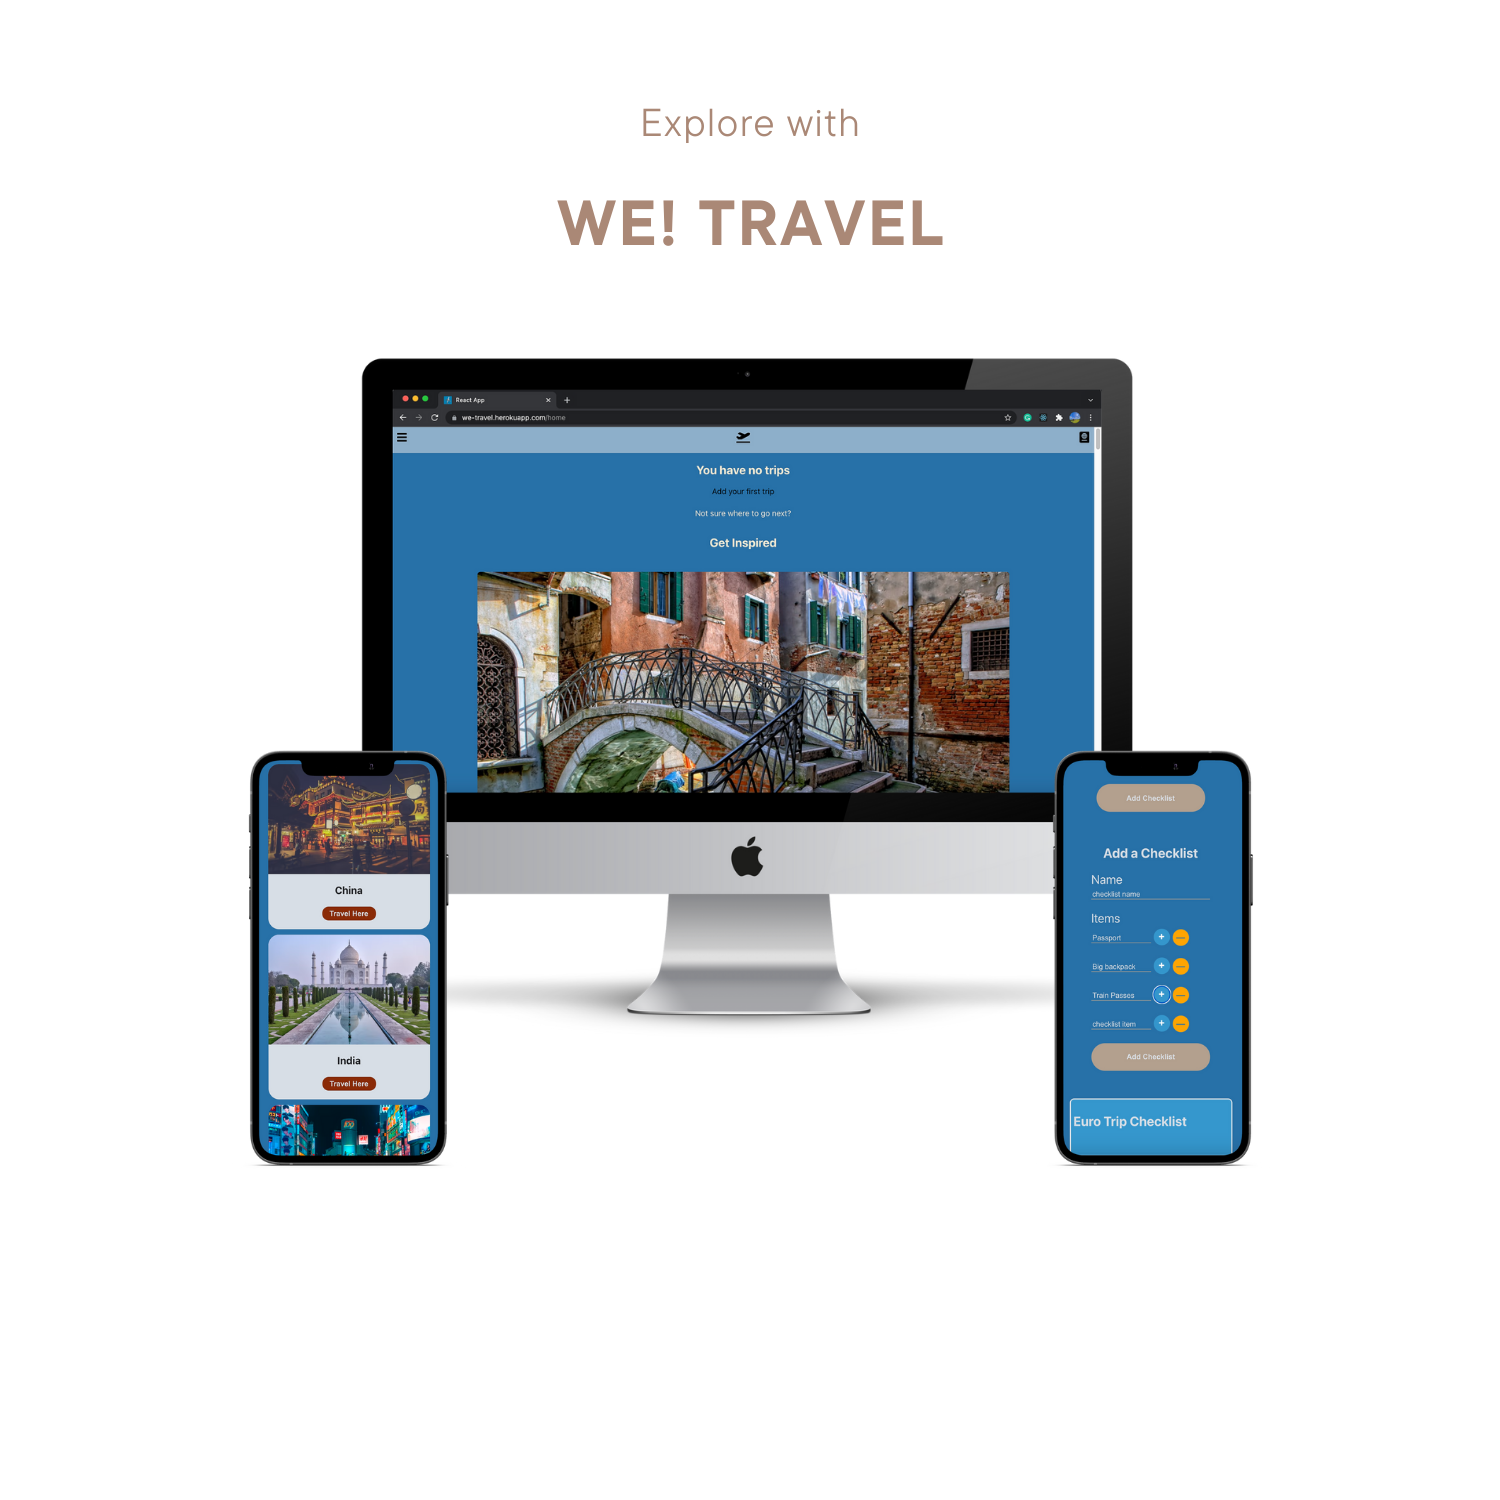 Explore with
WE! TRAVEL
React App
we-travel.herokuapp.com/home
You have no trips
Add your first trip
Not sure where to go next?
Get Inspired
China
Travel Here
India
Travel Here
Add Checklist
Add a Checklist
Name
checklist name
Items
Passport
Big backpack
Train Passes
checklist item
Add Checklist
Euro Trip Checklist